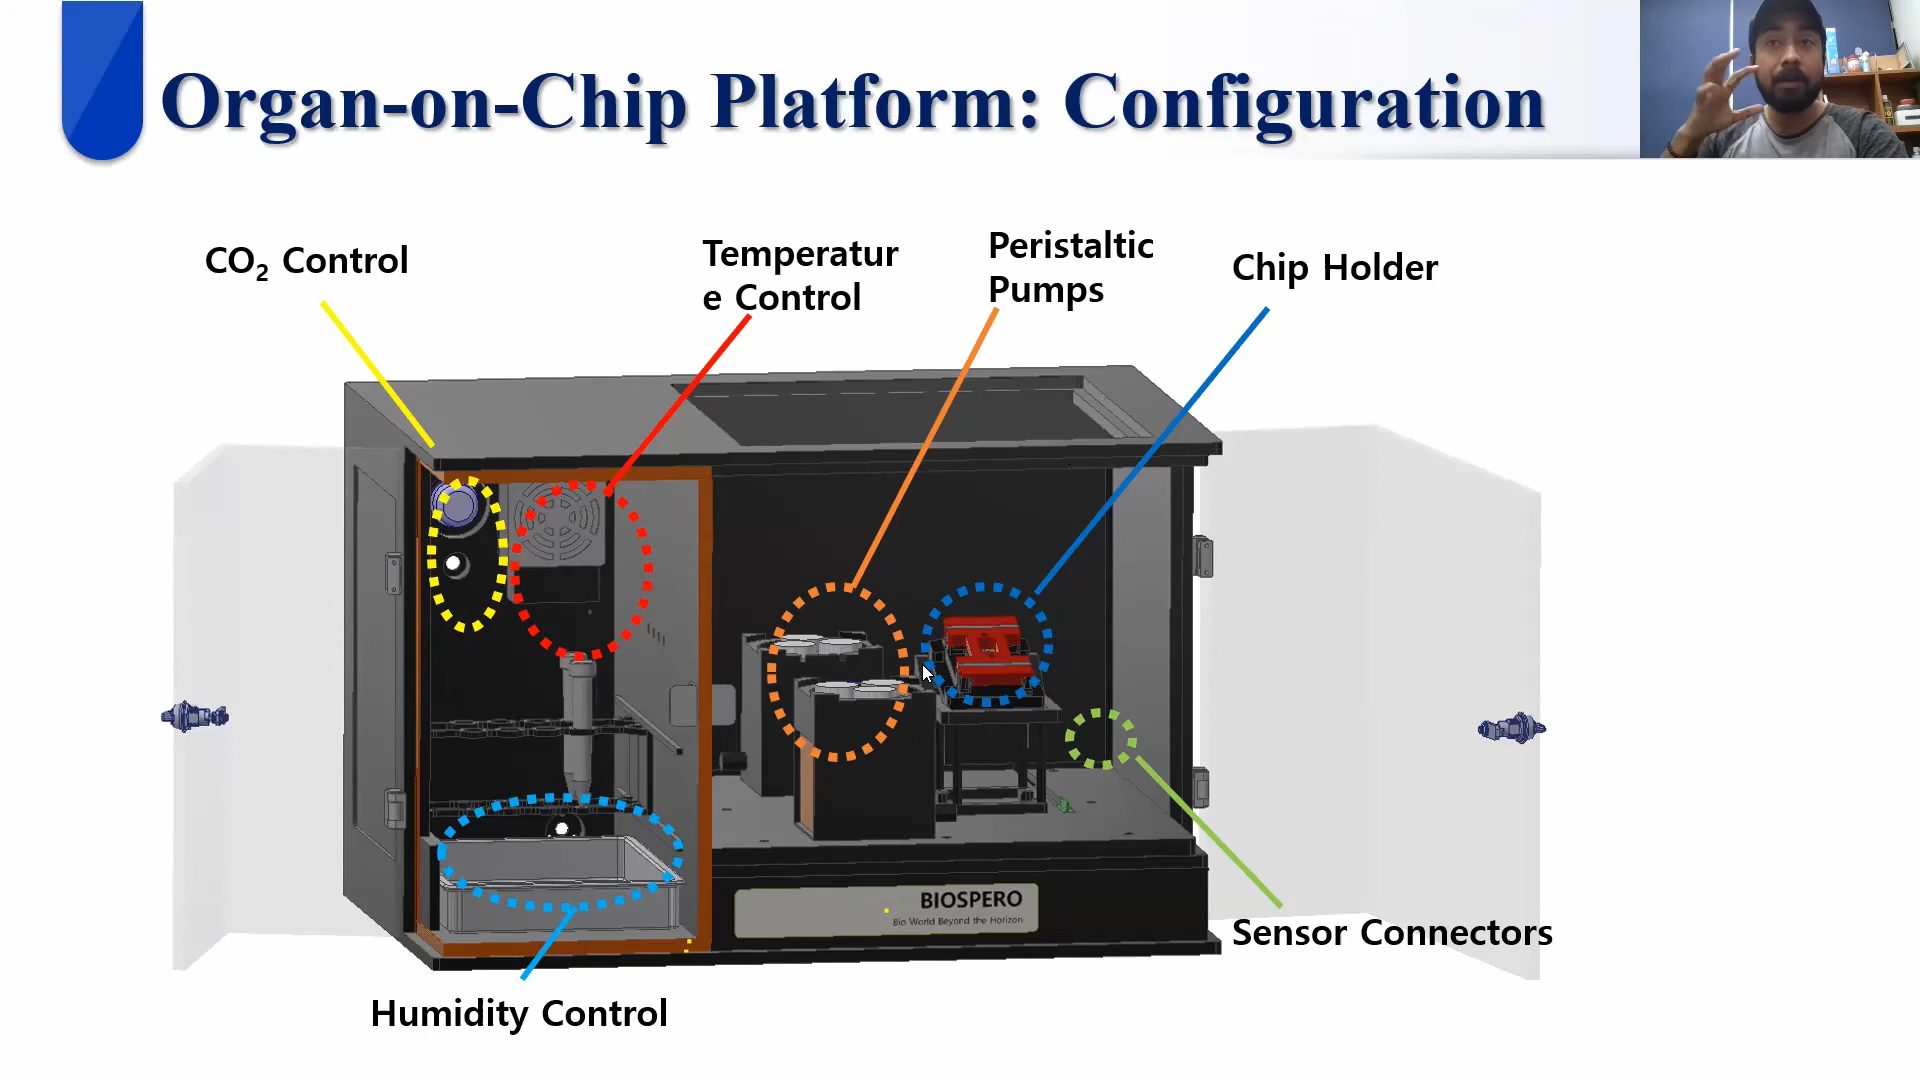 Organ-on-Chip Platform: Configuration
CO₂ Control
Temperatur
e Control
Peristaltic
Pumps
Chip Holder
BIOSPERO
Bio World Beyond the Horizon
Sensor Connectors
Humidity Control